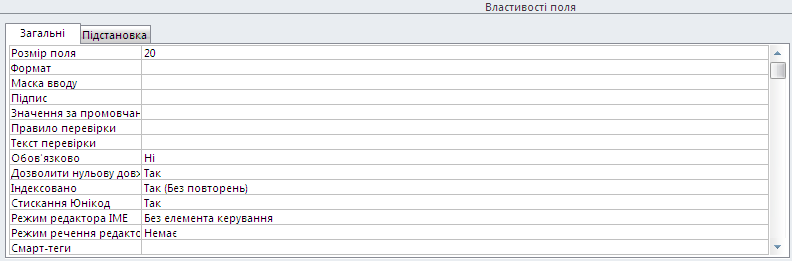 Властивості поля
Загальні Підстановка
Розмір поля 20
Формат
Маска вводу
Підпис
Значення за промовчан
Правило перевірки
Текст перевірки
Обов'язково Ні
Дозволити нульову довж Так
Індексовано Так (Без повторень)
Стискання Юнікод Так
Режим редактора IME Без елемента керування
Режим речення редакто Немає
Смарт-теги